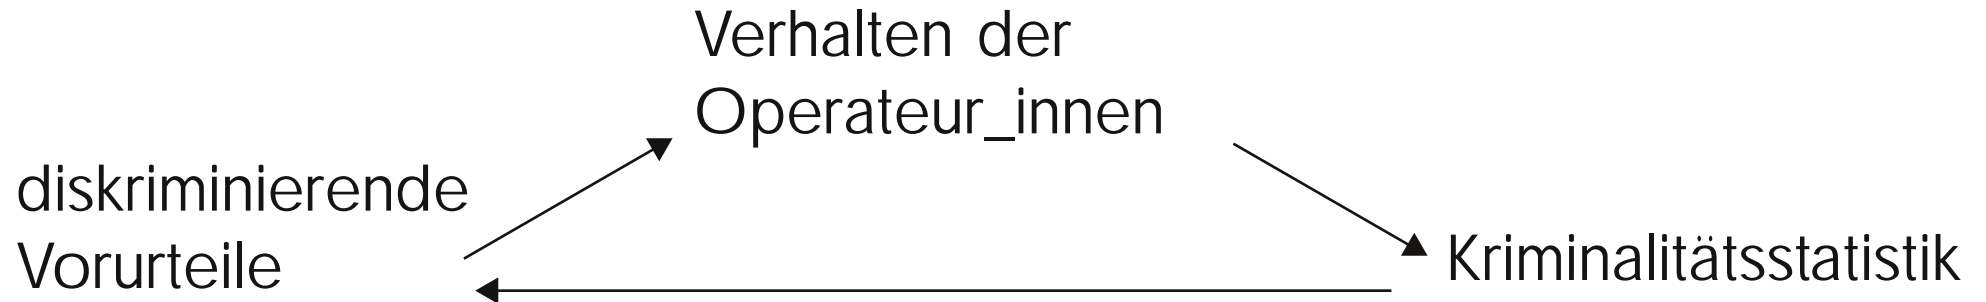 Verhalten der
Operateur_innen
diskriminierende
Vorurteile
Kriminalitätsstatistik